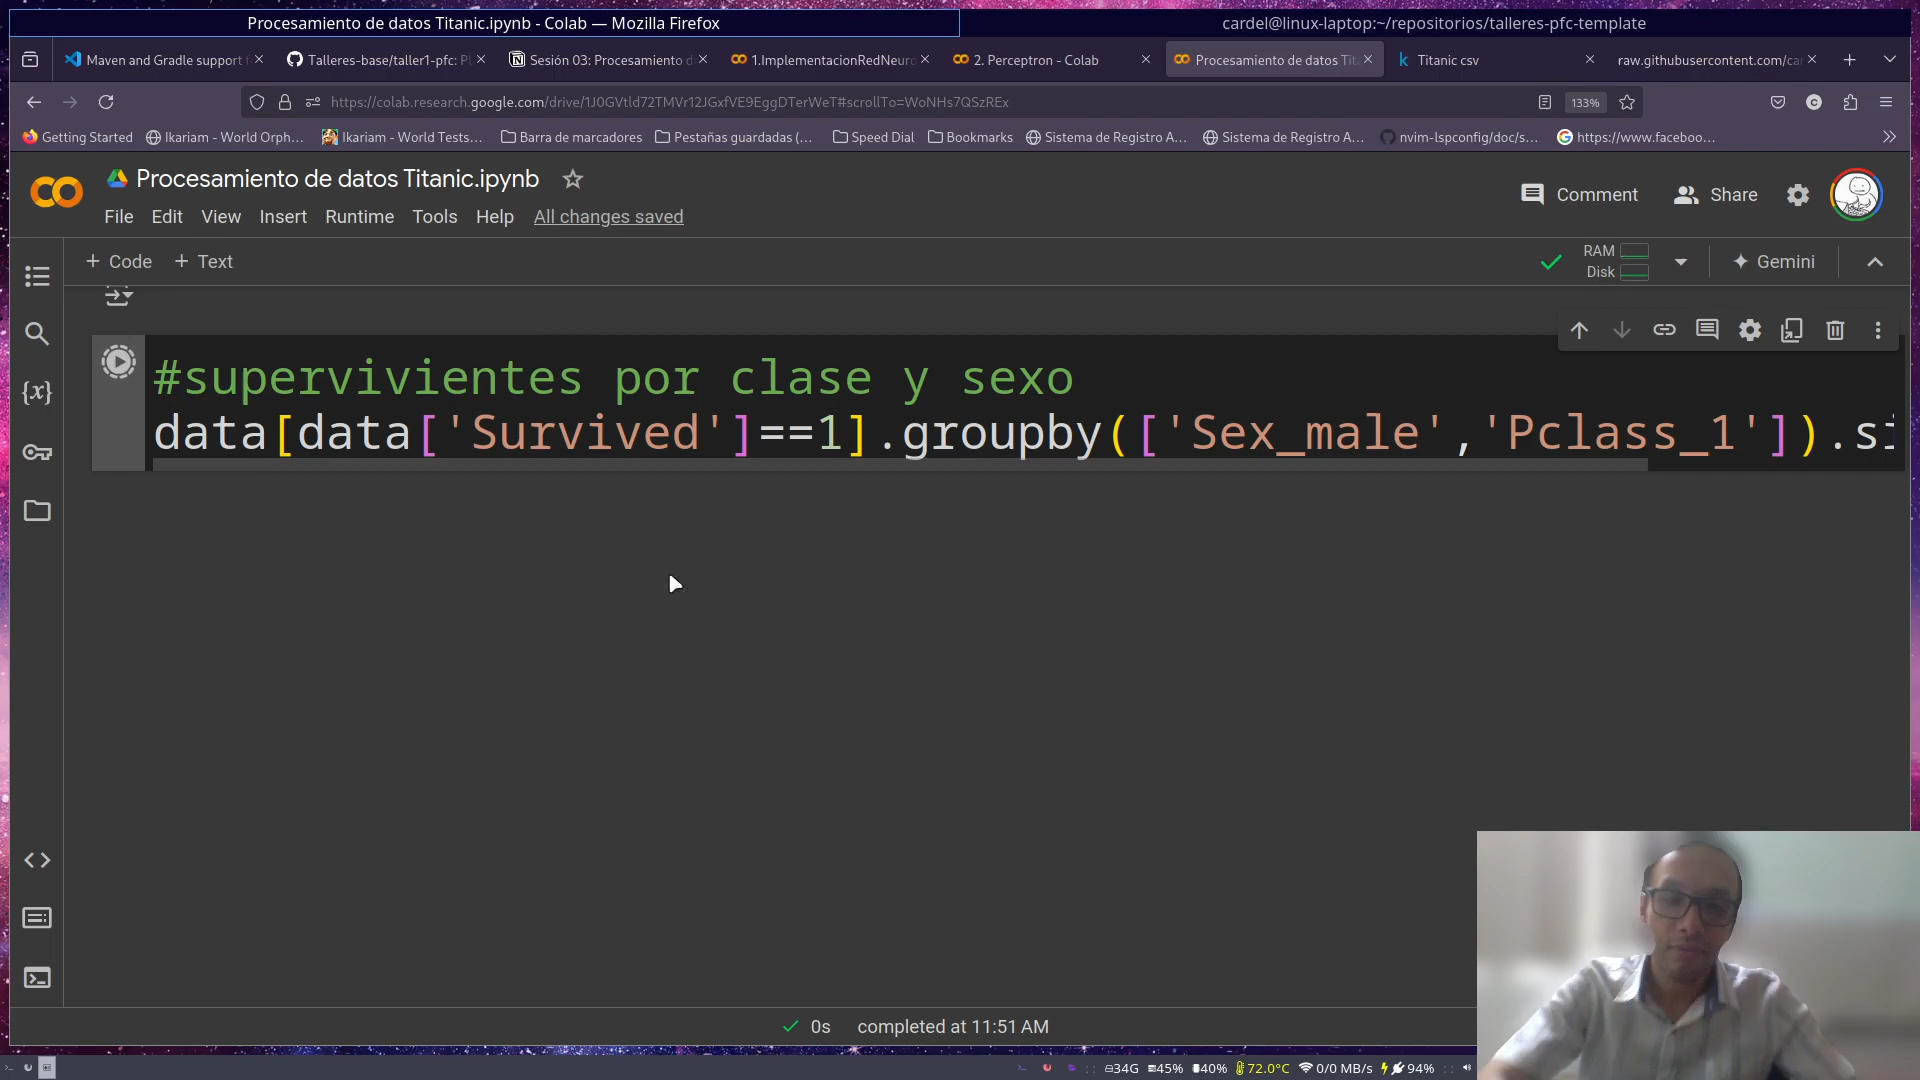 Procesamiento de datos Titanic.ipynb - Colab — Mozilla Firefox
cardel@linux-laptop:~/repositorios/talleres-pfc-template
Maven and Gradle support f
Talleres-base/taller1-pfc: Pl
Sesión 03: Procesamiento d
1.ImplementacionRedNeuro
2. Perceptron - Colab
Procesamiento de datos Tit
Titanic csv
raw.githubusercontent.com/ca
https://colab.research.google.com/drive/1J0GVtld72TMVr12JGxfVE9EggDTerWeT#scrollTo=WoNHs7QSzREx
133%
Getting Started
Ikariam - World Orph...
Ikariam - World Tests...
Barra de marcadores
Pestañas guardadas (...
Speed Dial
Bookmarks
Sistema de Registro A...
Sistema de Registro A...
nvim-lspconfig/doc/s...
https://www.faceboo...
Procesamiento de datos Titanic.ipynb
File Edit View Insert Runtime Tools Help All changes saved
Comment
Share
+ Code + Text
RAM
Disk
Gemini
#supervivientes por clase y sexo
data[data['Survived']==1].groupby(['Sex_male','Pclass_1']).si
0s completed at 11:51 AM
34G 45% 40% 72.0°C 0/0 MB/s 94%